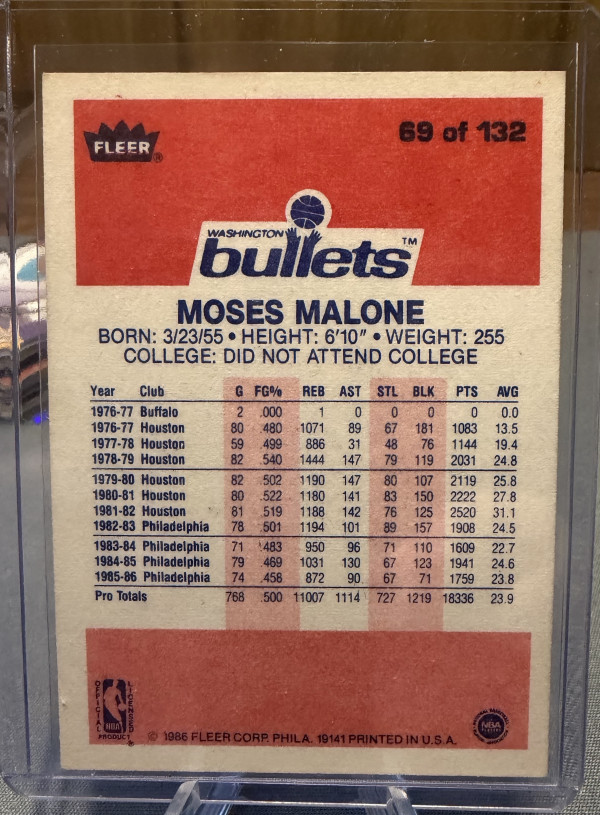 FLEER®
69 of 132
WASHINGTON
bullets™
MOSES MALONE
BORN: 3/23/55 • HEIGHT: 6'10" • WEIGHT: 255
COLLEGE: DID NOT ATTEND COLLEGE
Year Club G FG% REB AST STL BLK PTS AVG
1976-77 Buffalo 2 .000 1 0 0 0 0 0.0
1976-77 Houston 80 .480 1071 89 67 181 1083 13.5
1977-78 Houston 59 .499 886 31 48 76 1144 19.4
1978-79 Houston 82 .540 1444 147 79 119 2031 24.8
1979-80 Houston 82 .502 1190 147 80 107 2119 25.8
1980-81 Houston 80 .522 1180 141 83 150 2222 27.8
1981-82 Houston 81 .519 1188 142 76 125 2520 31.1
1982-83 Philadelphia 78 .501 1194 101 89 157 1908 24.5
1983-84 Philadelphia 71 .483 950 96 71 110 1609 22.7
1984-85 Philadelphia 79 .469 1031 130 67 123 1941 24.6
1985-86 Philadelphia 74 .458 872 90 67 71 1759 23.8
Pro Totals 768 .500 11007 1114 727 1219 18336 23.9
OFFICIAL LICENSED
NBA
PRODUCT®
NBA
PLAYERS
© 1986 FLEER CORP. PHILA. 19141 PRINTED IN U.S.A.